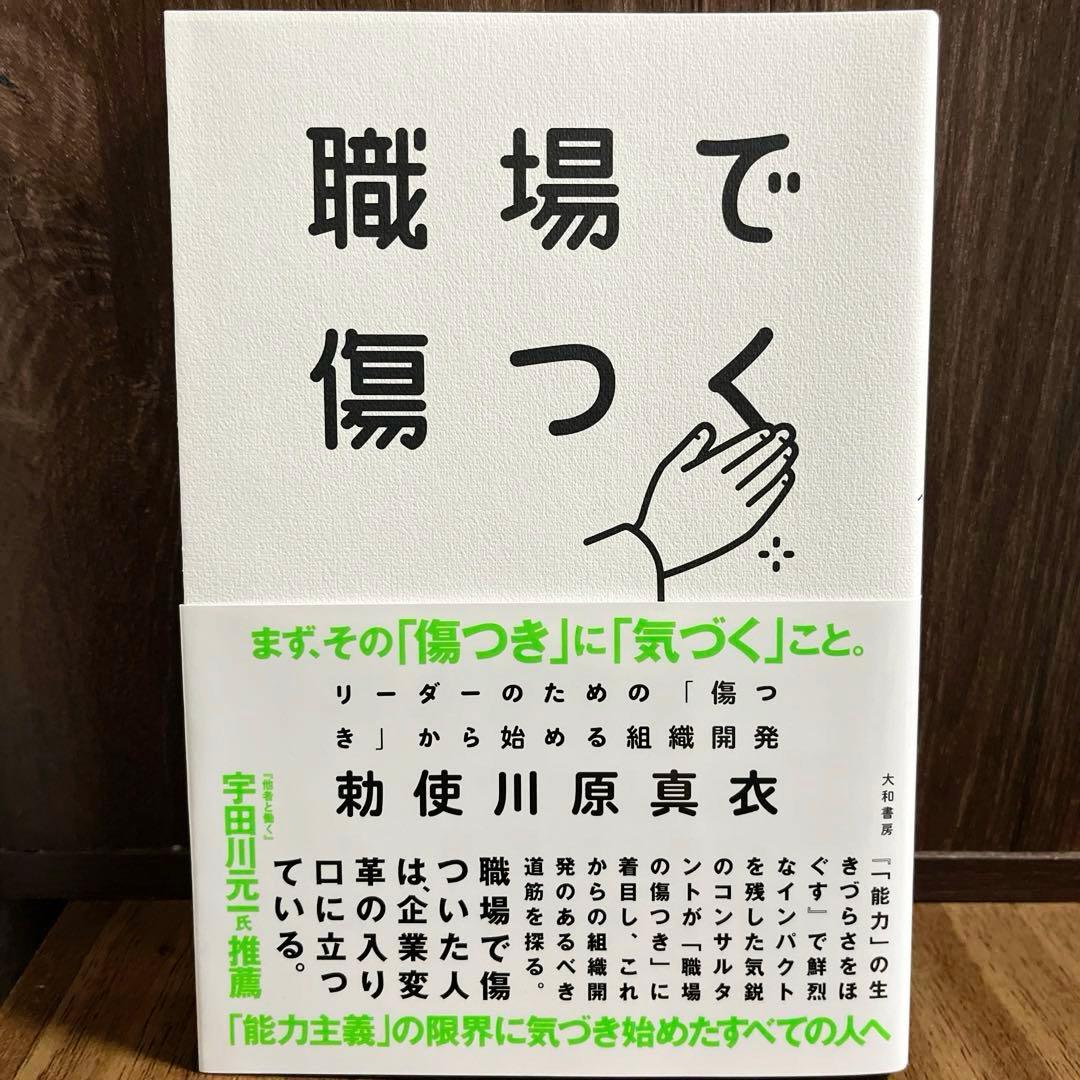 職場で
傷つく
まず、その「傷つき」に「気づく」こと。
リーダーのための「傷つ
き」から始める組織開発
勅使川原真衣
大和書房
『「能力」の生
きづらさをほ
ぐす』で鮮烈
なインパクト
を残した気鋭
のコンサルタ
ントが「職場
の傷つき」に
着目し、これ
からの組織開
発のあるべき
道筋を探る。
職場で傷
ついた人
は、企業変
革の入り
口に立つ
ている。
『他者と働く』
宇田川元一氏 推薦
「能力主義」の限界に気づき始めたすべての人へ